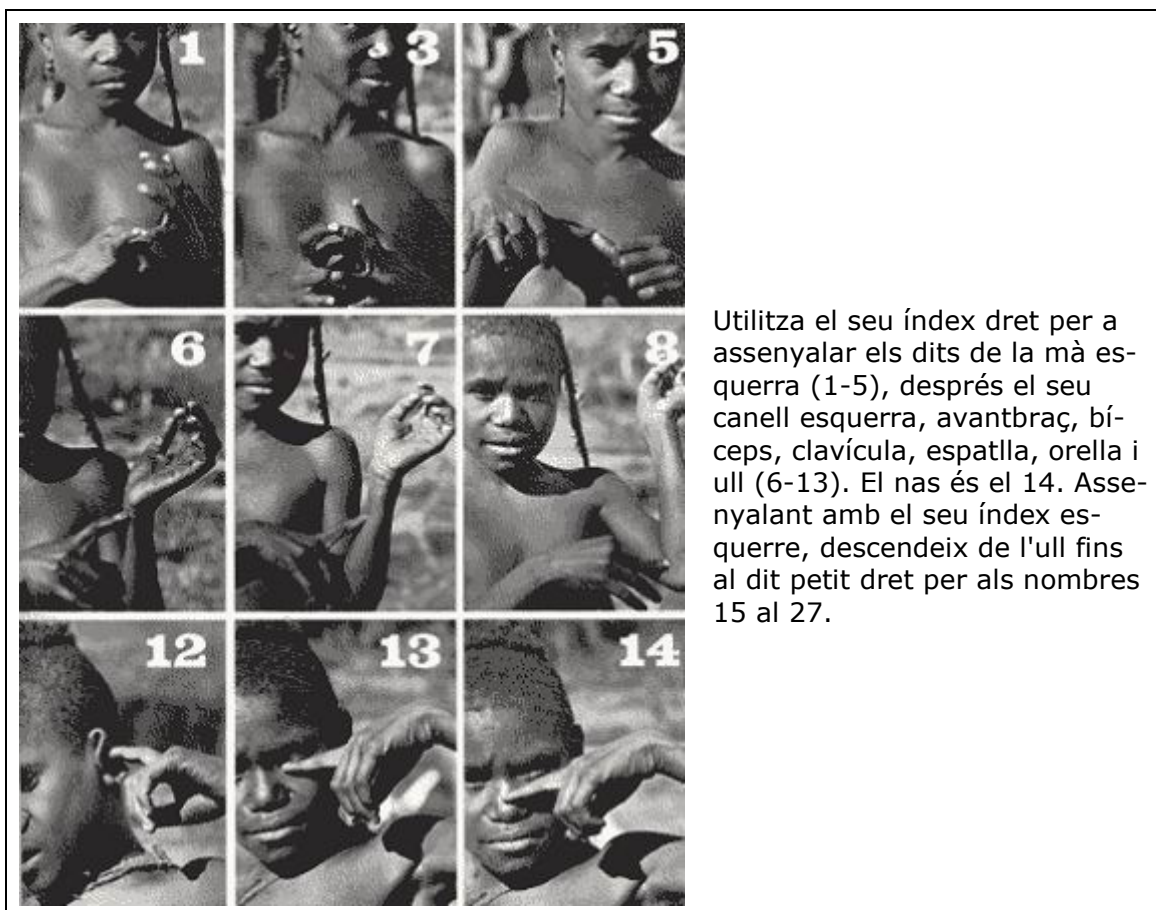 1 3 5
6 7 8
12 13 14
Utilitza el seu índex dret per a
assenyalar els dits de la mà es-
querra (1-5), després el seu
canell esquerra, avantbraç, bí-
ceps, clavícula, espatlla, orella i
ull (6-13). El nas és el 14. Asse-
nyalant amb el seu índex es-
querre, descendeix de l'ull fins
al dit petit dret per als nombres
15 al 27.